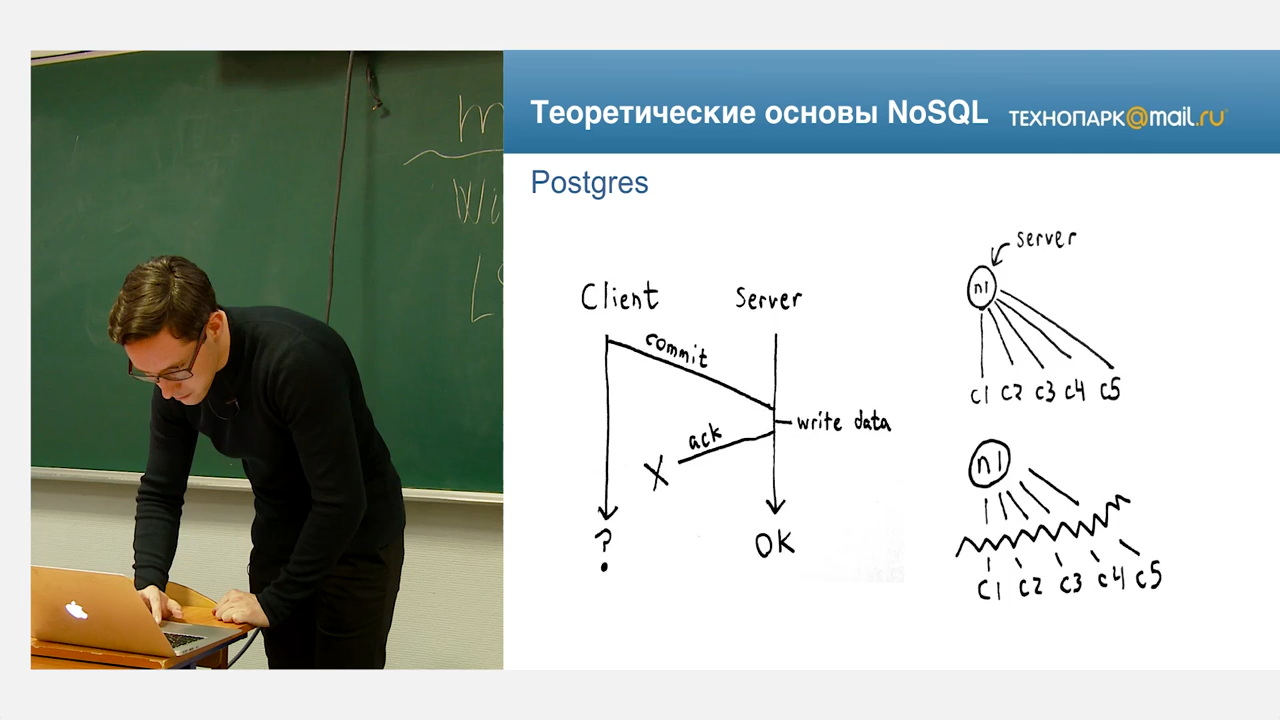 Теоретические основы NoSQL
ТЕХНОПАРК@mail.ru
Postgres
Client
Server
commit
write data
ack
X
?
OK
server
n1
c1 c2 c3 c4 c5
n1
c1 c2 c3 c4 c5